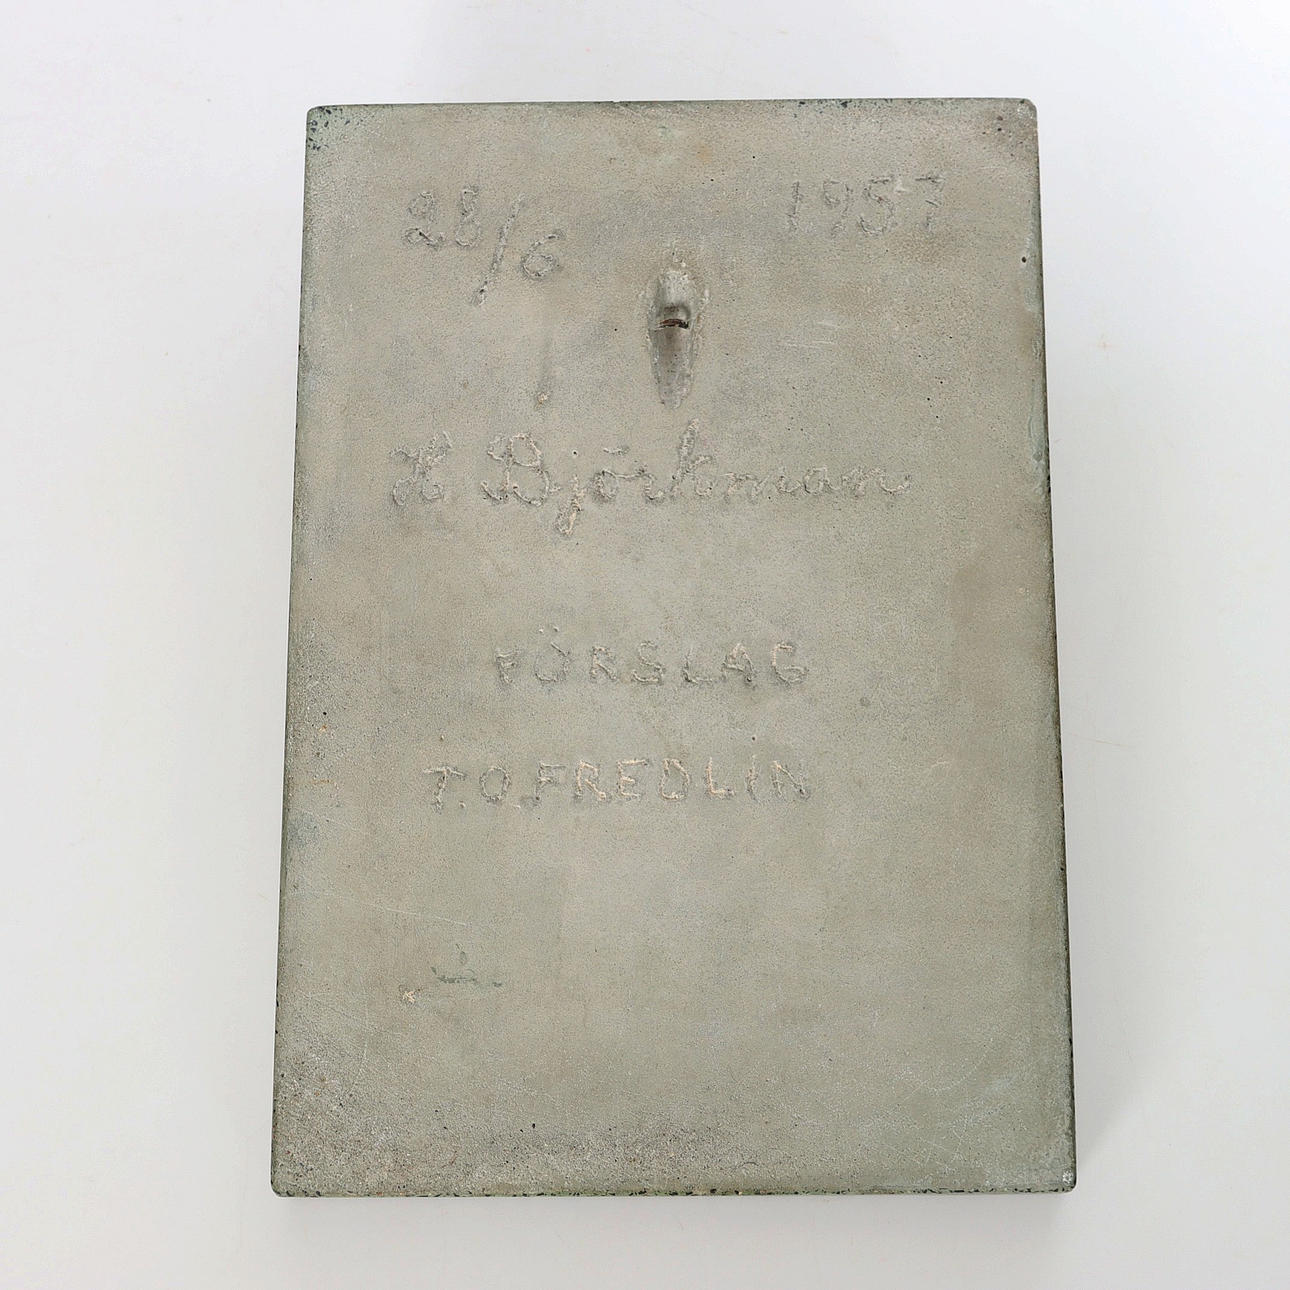 28/6 1957
H Björkman
FÖRSLAG
T.O.FREDLIN